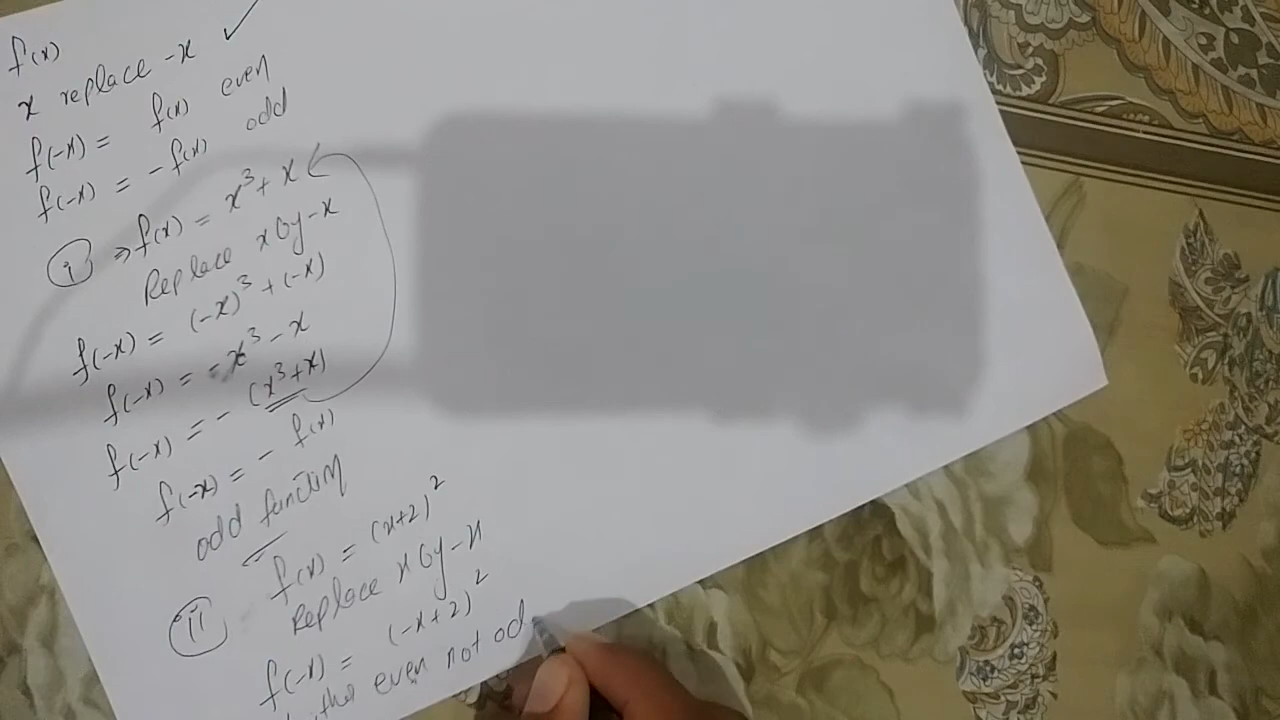 f(x)
x replace -x ✓
f(-x) = f(x) even
f(-x) = -f(x) odd
(i) ⇒ f(x) = x³ + x
Replace x by -x
f(-x) = (-x)³ + (-x)
f(-x) = -x³ - x
f(-x) = - (x³+x)
f(-x) = - f(x)
odd function
(ii) f(x) = (x+2)²
Replace x by -x
f(-x) = (-x+2)²
even not od